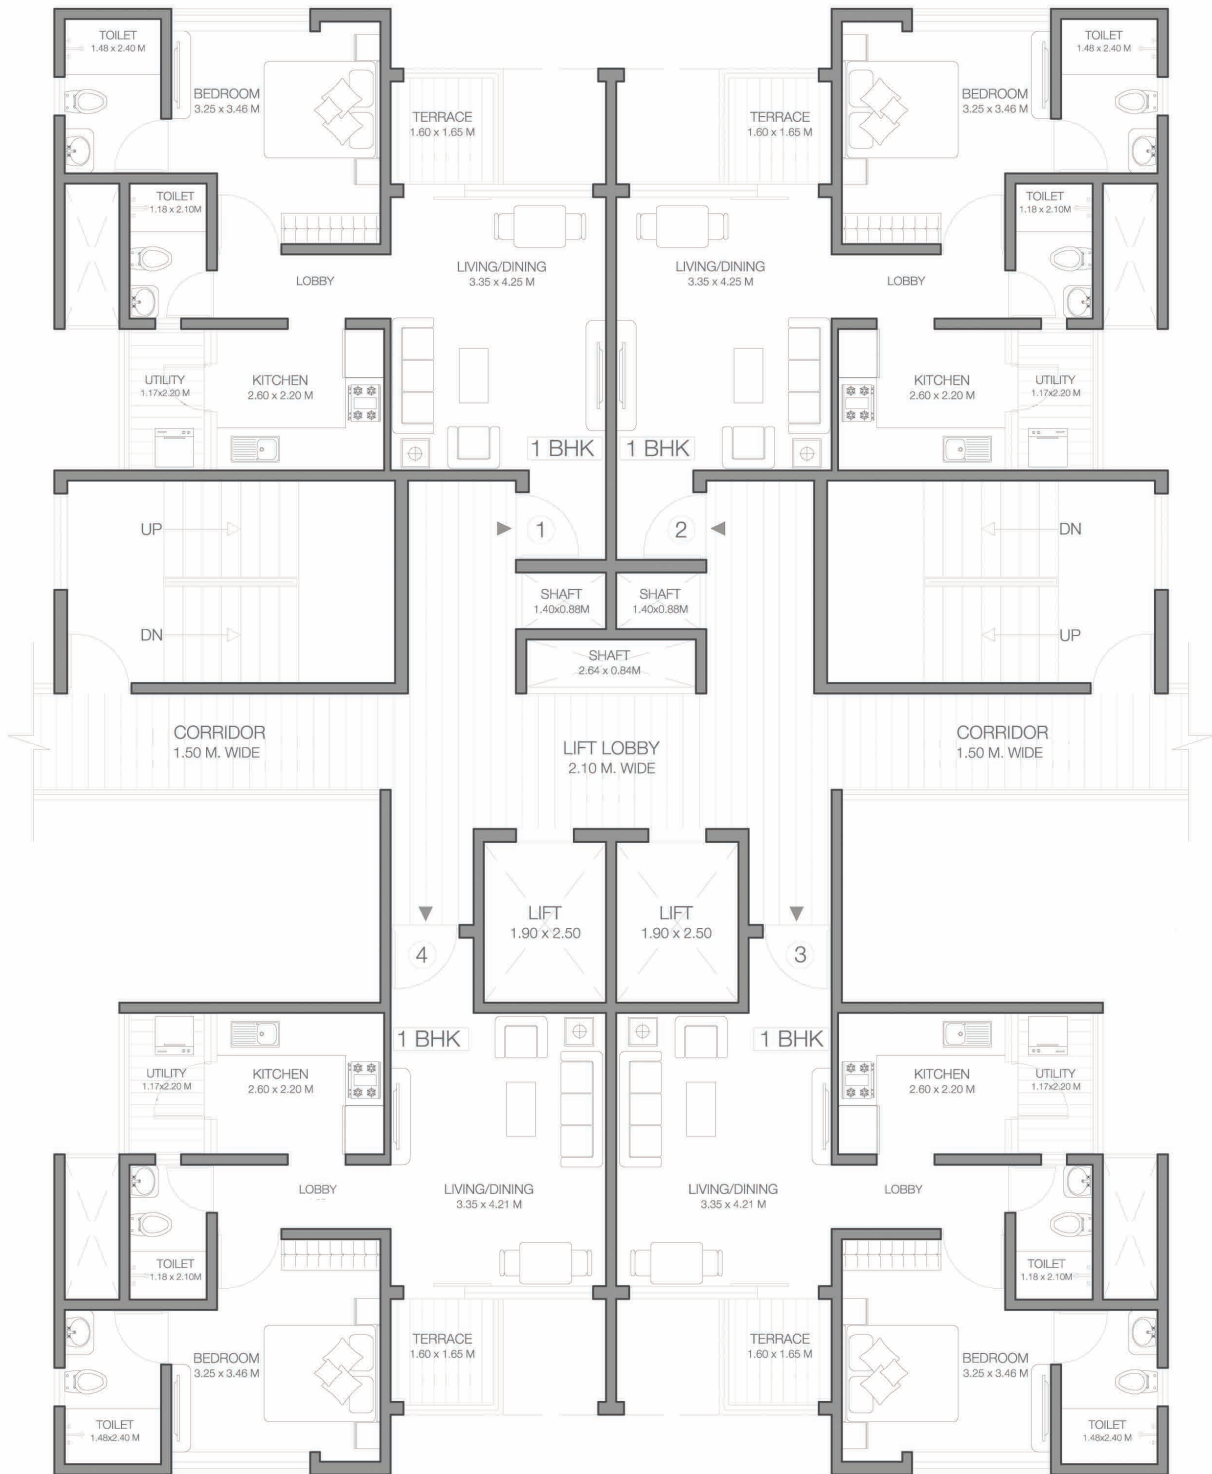 TOILET
1.48 x 2.40 M
BEDROOM
3.25 x 3.46 M
TERRACE
1.60 x 1.65 M
TERRACE
1.60 x 1.65 M
BEDROOM
3.25 x 3.46 M
TOILET
1.48 x 2.40 M
TOILET
1.18 x 2.10M
LOBBY
LIVING/DINING
3.35 x 4.25 M
LIVING/DINING
3.35 x 4.25 M
LOBBY
TOILET
1.18 x 2.10M
UTILITY
1.17x2.20 M
KITCHEN
2.60 x 2.20 M
1 BHK
1 BHK
KITCHEN
2.60 x 2.20 M
UTILITY
1.17x2.20 M
UP
1
2
DN
SHAFT
1.40x0.88M
SHAFT
1.40x0.88M
DN
UP
SHAFT
2.64 x 0.84M
CORRIDOR
1.50 M. WIDE
LIFT LOBBY
2.10 M. WIDE
CORRIDOR
1.50 M. WIDE
LIFT
1.90 x 2.50
LIFT
1.90 x 2.50
4
3
1 BHK
1 BHK
UTILITY
1.17x2.20 M
KITCHEN
2.60 x 2.20 M
KITCHEN
2.60 x 2.20 M
UTILITY
1.17x2.20 M
LOBBY
LIVING/DINING
3.35 x 4.21 M
LIVING/DINING
3.35 x 4.21 M
LOBBY
TOILET
1.18 x 2.10M
TOILET
1.18 x 2.10M
BEDROOM
3.25 x 3.46 M
TERRACE
1.60 x 1.65 M
TERRACE
1.60 x 1.65 M
BEDROOM
3.25 x 3.46 M
TOILET
1.48x2.40 M
TOILET
1.48x2.40 M